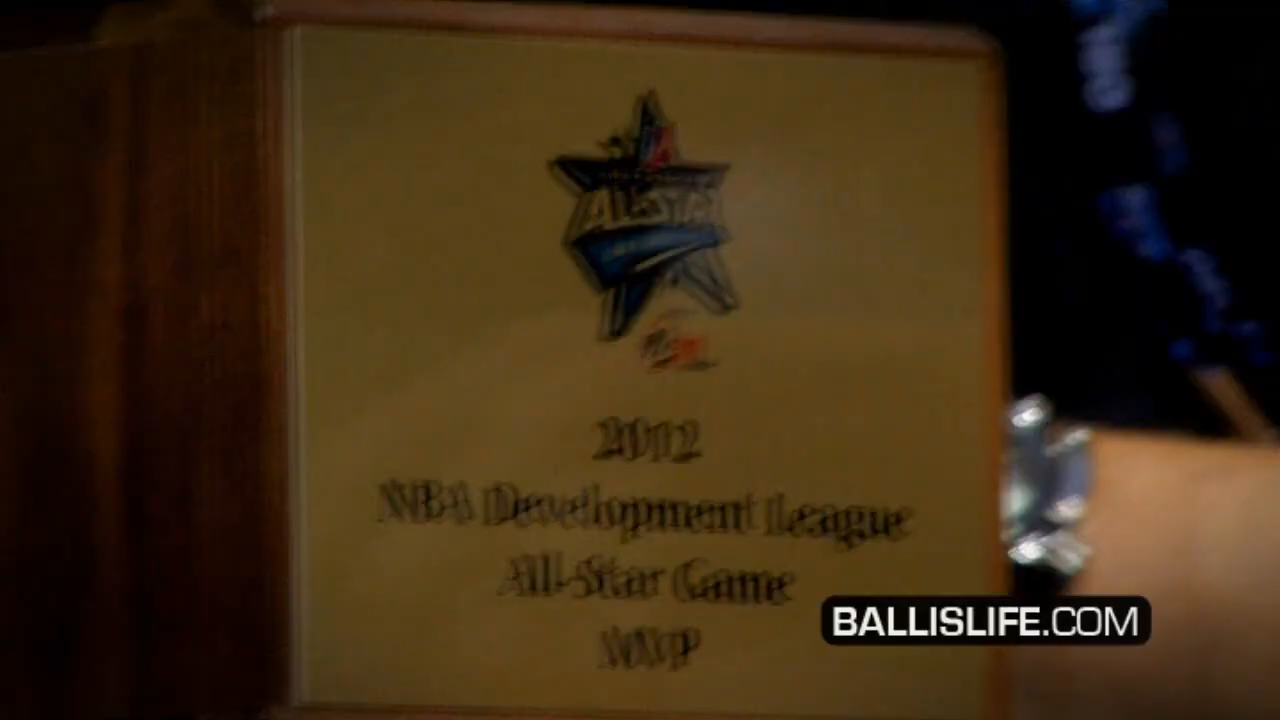 2012
NBA Development League
All-Star Game
MVP
BALLISLIFE.COM